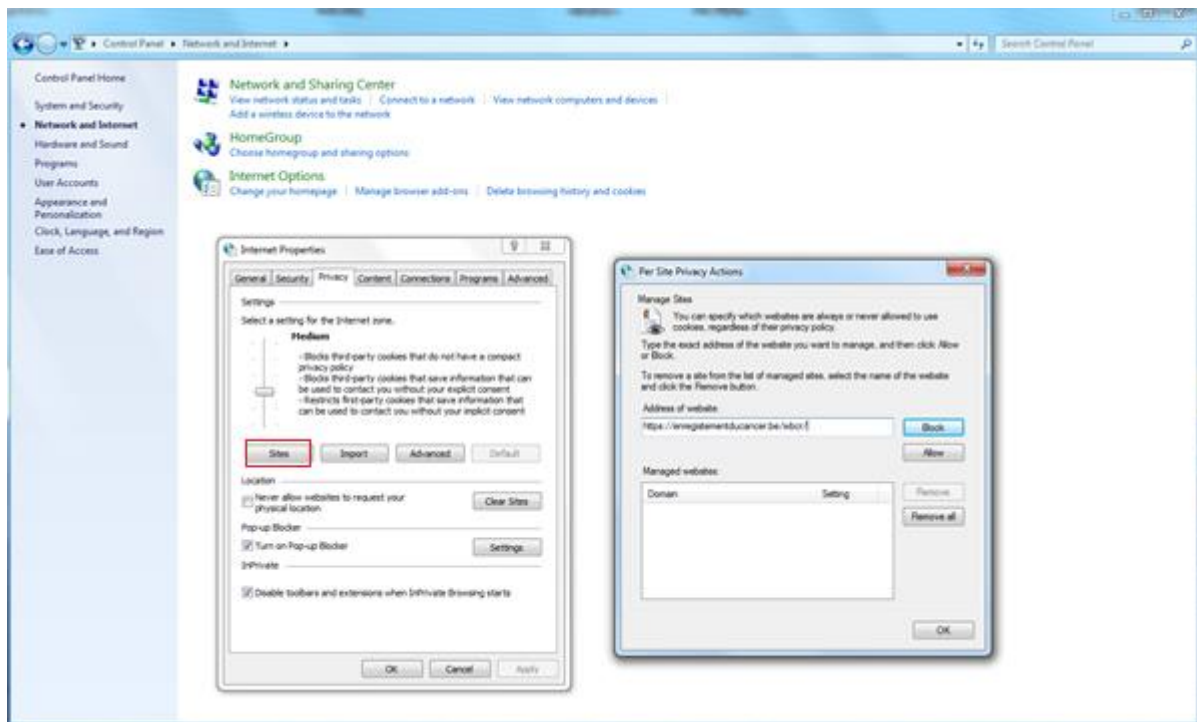 Control Panel ▸ Network and Internet ▸
Search Control Panel
Control Panel Home
System and Security
Network and Internet
Hardware and Sound
Programs
User Accounts
Appearance and
Personalization
Clock, Language, and Region
Ease of Access
Network and Sharing Center
View network status and tasks | Connect to a network | View network computers and devices
Add a wireless device to the network
HomeGroup
Choose homegroup and sharing options
Internet Options
Change your homepage | Manage browser add-ons | Delete browsing history and cookies
Internet Properties
General Security Privacy Content Connections Programs Advanced
Settings
Select a setting for the Internet zone.
Medium
- Blocks third-party cookies that do not have a compact
privacy policy
- Blocks third-party cookies that save information that can
be used to contact you without your explicit consent
- Restricts first-party cookies that save information that
can be used to contact you without your implicit consent
Sites Import Advanced Default
Location
Never allow websites to request your
physical location
Clear Sites
Pop-up Blocker
Turn on Pop-up Blocker
Settings
InPrivate
Disable toolbars and extensions when InPrivate Browsing starts
OK Cancel Apply
Per Site Privacy Actions
Manage Sites
You can specify which websites are always or never allowed to use
cookies, regardless of their privacy policy.
Type the exact address of the website you want to manage, and then click Allow
or Block.
To remove a site from the list of managed sites, select the name of the website
and click the Remove button.
Address of website:
Block
Allow
Managed websites:
Domain Setting
Remove
Remove all
OK